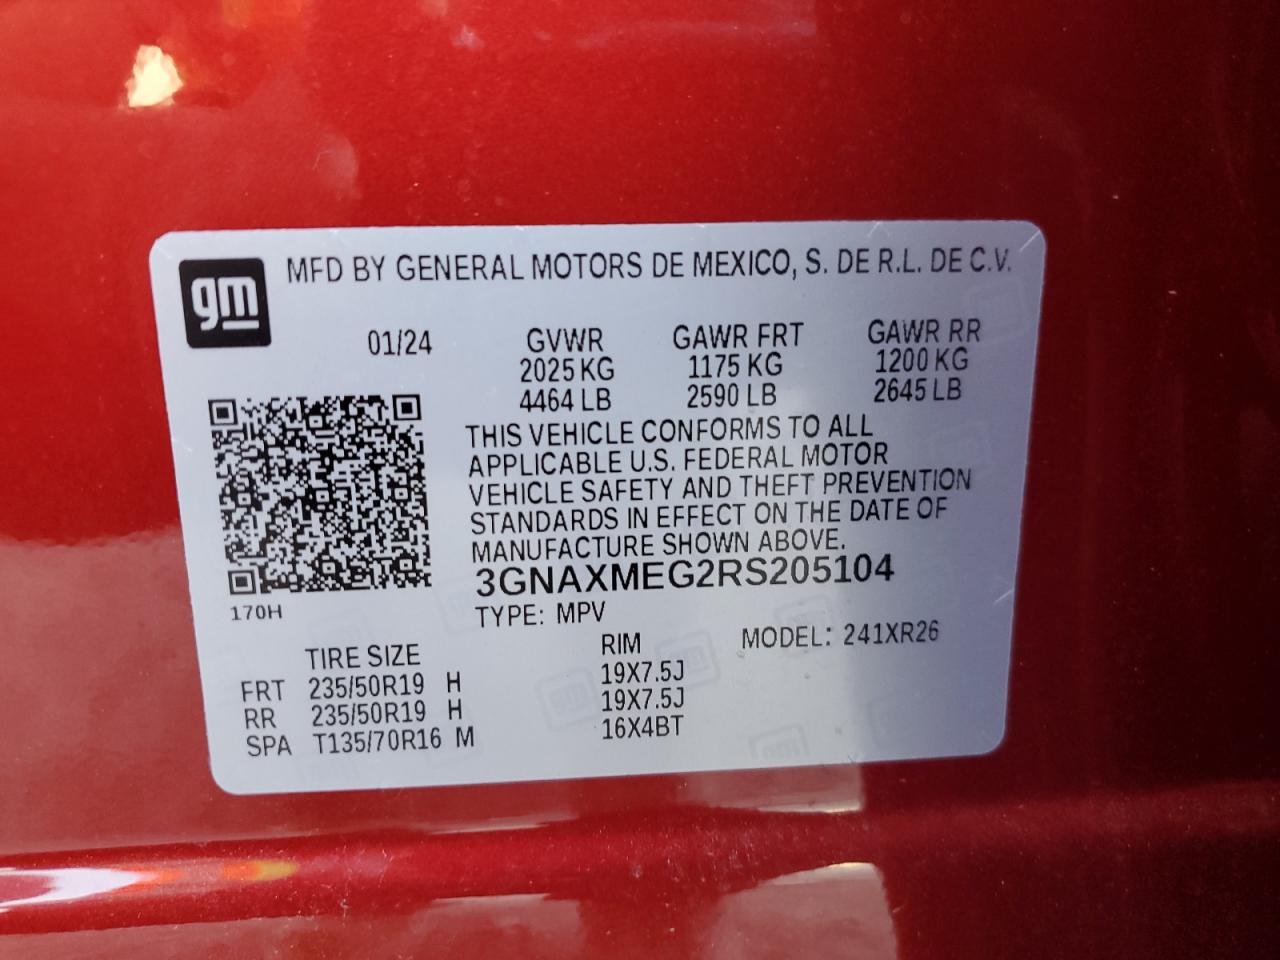 gm
MFD BY GENERAL MOTORS DE MEXICO, S. DE R.L. DE C.V.
01/24 GVWR GAWR FRT GAWR RR
2025 KG 1175 KG 1200 KG
4464 LB 2590 LB 2645 LB
THIS VEHICLE CONFORMS TO ALL
APPLICABLE U.S. FEDERAL MOTOR
VEHICLE SAFETY AND THEFT PREVENTION
STANDARDS IN EFFECT ON THE DATE OF
MANUFACTURE SHOWN ABOVE.
3GNAXMEG2RS205104
170H
TYPE: MPV
MODEL: 241XR26
TIRE SIZE RIM
FRT 235/50R19 H 19X7.5J
RR 235/50R19 H 19X7.5J
SPA T135/70R16 M 16X4BT